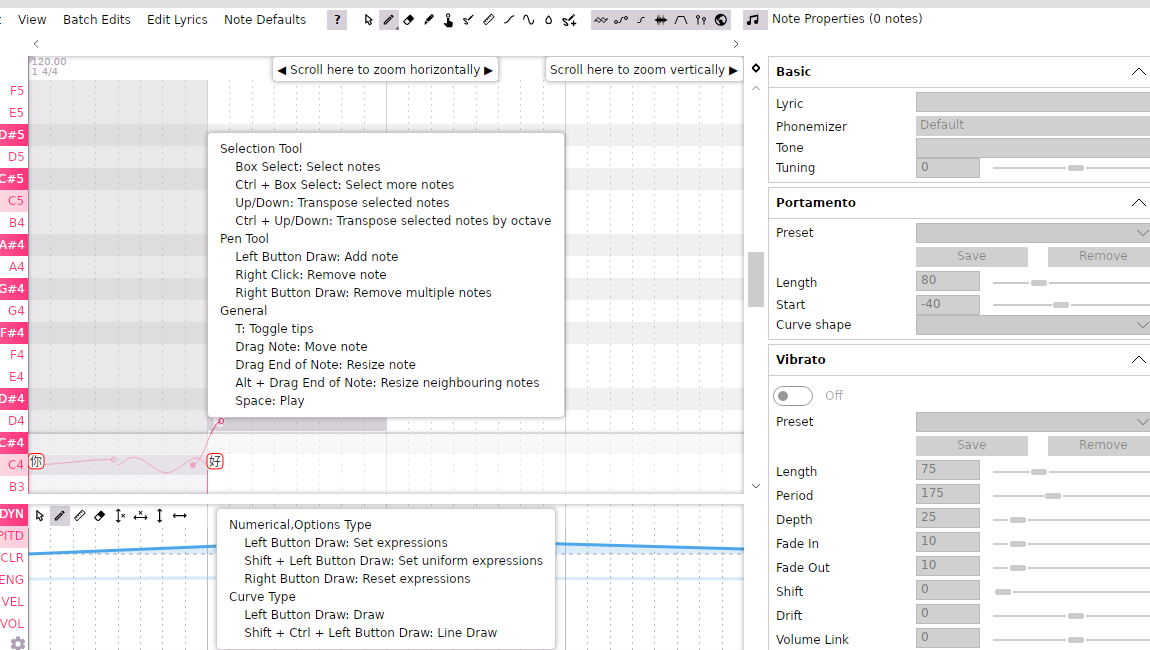 View Batch Edits Edit Lyrics Note Defaults ? Note Properties (0 notes)
120.00
1 4/4
◀ Scroll here to zoom horizontally ▶
Scroll here to zoom vertically ▶
F5
E5
D#5
D5
C#5
C5
B4
A#4
A4
G#4
G4
F#4
F4
E4
D#4
D4
C#4
C4
B3
Selection Tool
Box Select: Select notes
Ctrl + Box Select: Select more notes
Up/Down: Transpose selected notes
Ctrl + Up/Down: Transpose selected notes by octave
Pen Tool
Left Button Draw: Add note
Right Click: Remove note
Right Button Draw: Remove multiple notes
General
T: Toggle tips
Drag Note: Move note
Drag End of Note: Resize note
Alt + Drag End of Note: Resize neighbouring notes
Space: Play
你 好
DYN
PITD
CLR
ENG
VEL
VOL
Numerical,Options Type
Left Button Draw: Set expressions
Shift + Left Button Draw: Set uniform expressions
Right Button Draw: Reset expressions
Curve Type
Left Button Draw: Draw
Shift + Ctrl + Left Button Draw: Line Draw
Basic
Lyric
Phonemizer Default
Tone
Tuning 0
Portamento
Preset
Save Remove
Length 80
Start -40
Curve shape
Vibrato
Off
Preset
Save Remove
Length 75
Period 175
Depth 25
Fade In 10
Fade Out 10
Shift 0
Drift 0
Volume Link 0